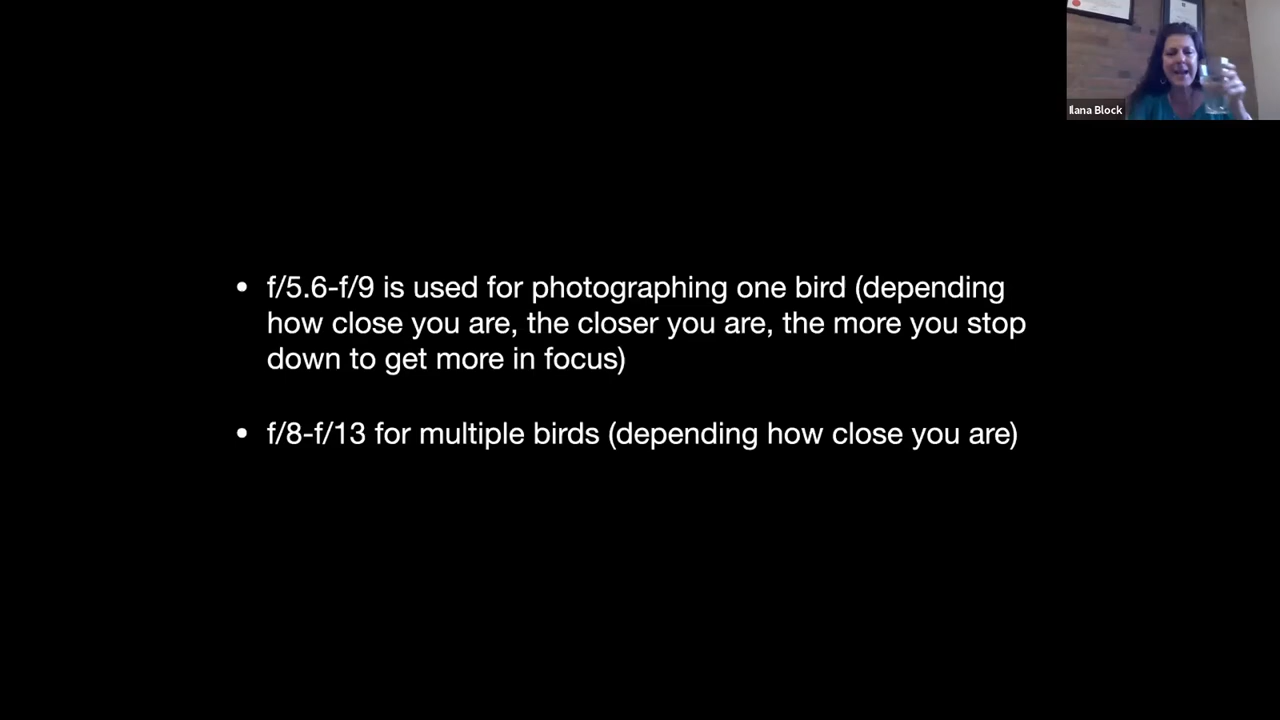 Ilana Block
• f/5.6-f/9 is used for photographing one bird (depending
how close you are, the closer you are, the more you stop
down to get more in focus)
• f/8-f/13 for multiple birds (depending how close you are)